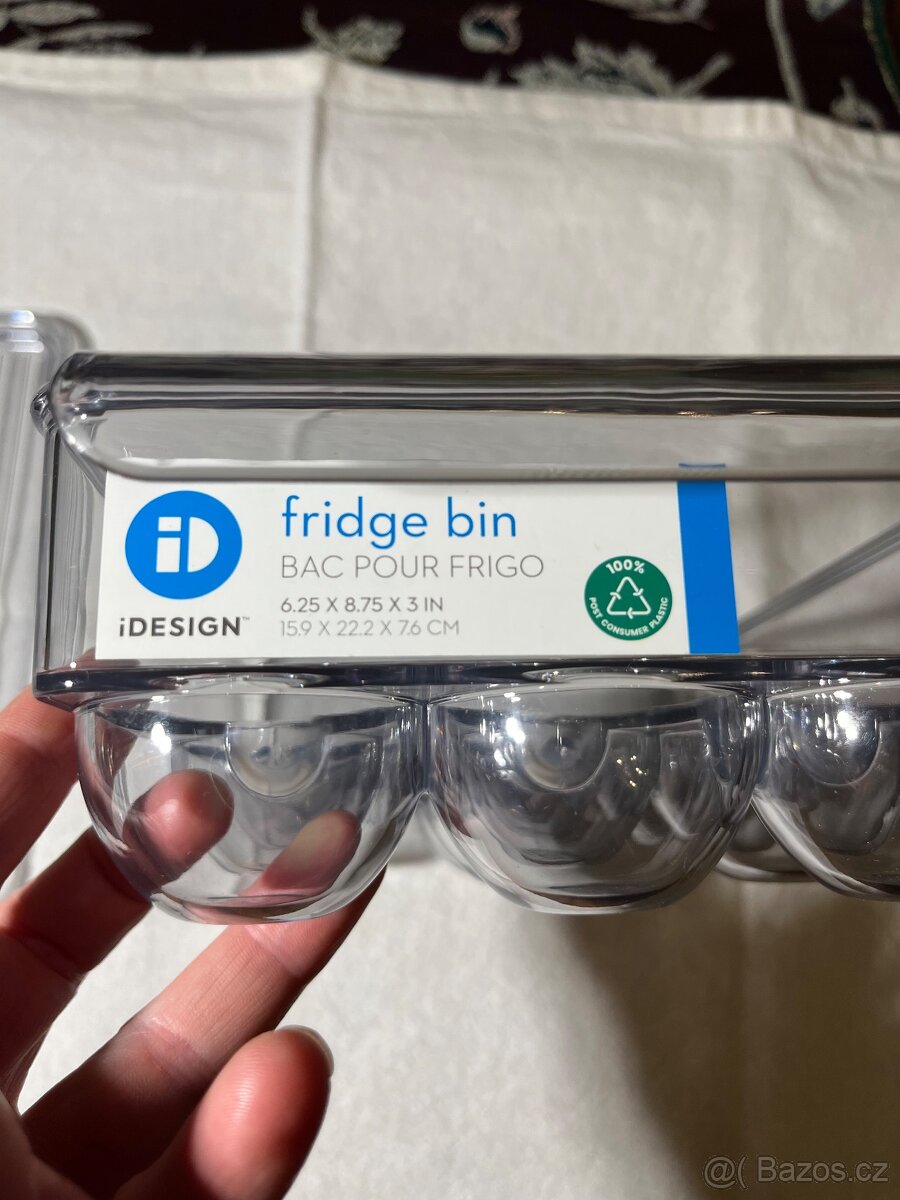 iD
iDESIGN™
fridge bin
BAC POUR FRIGO
6.25 X 8.75 X 3 IN
15.9 X 22.2 X 7.6 CM
100%
POST CONSUMER PLASTIC
@( Bazos.cz